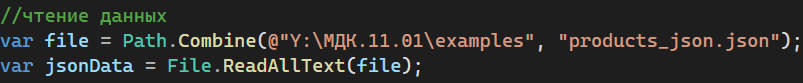 //чтение данных
var file = Path.Combine(@"Y:\МДК.11.01\examples", "products_json.json");
var jsonData = File.ReadAllText(file);